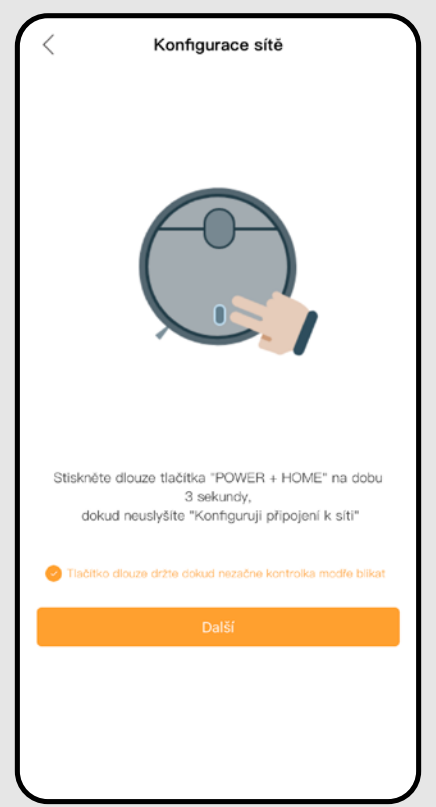 Konfigurace sítě
Stiskněte dlouze tlačítka "POWER + HOME" na dobu
3 sekundy,
dokud neuslyšíte "Konfiguruji připojení k síti"
Tlačítko dlouze držte dokud nezačne kontrolka modře blikat
Další